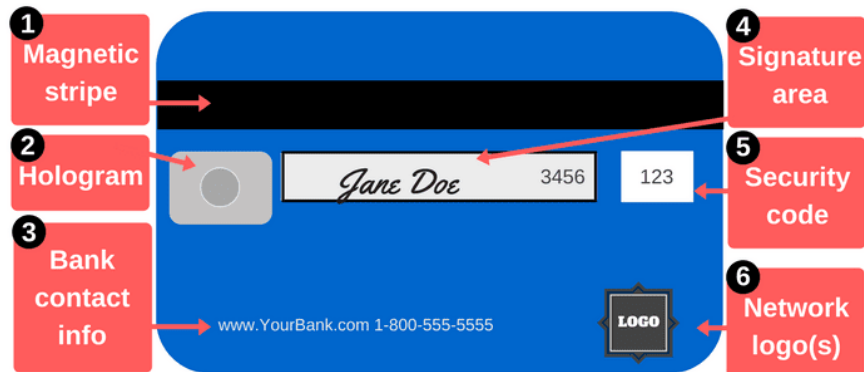 1
Magnetic
stripe
2
Hologram
3
Bank
contact
info
Jane Doe 3456 123
www.YourBank.com 1-800-555-5555
LOGO
4
Signature
area
5
Security
code
6
Network
logo(s)